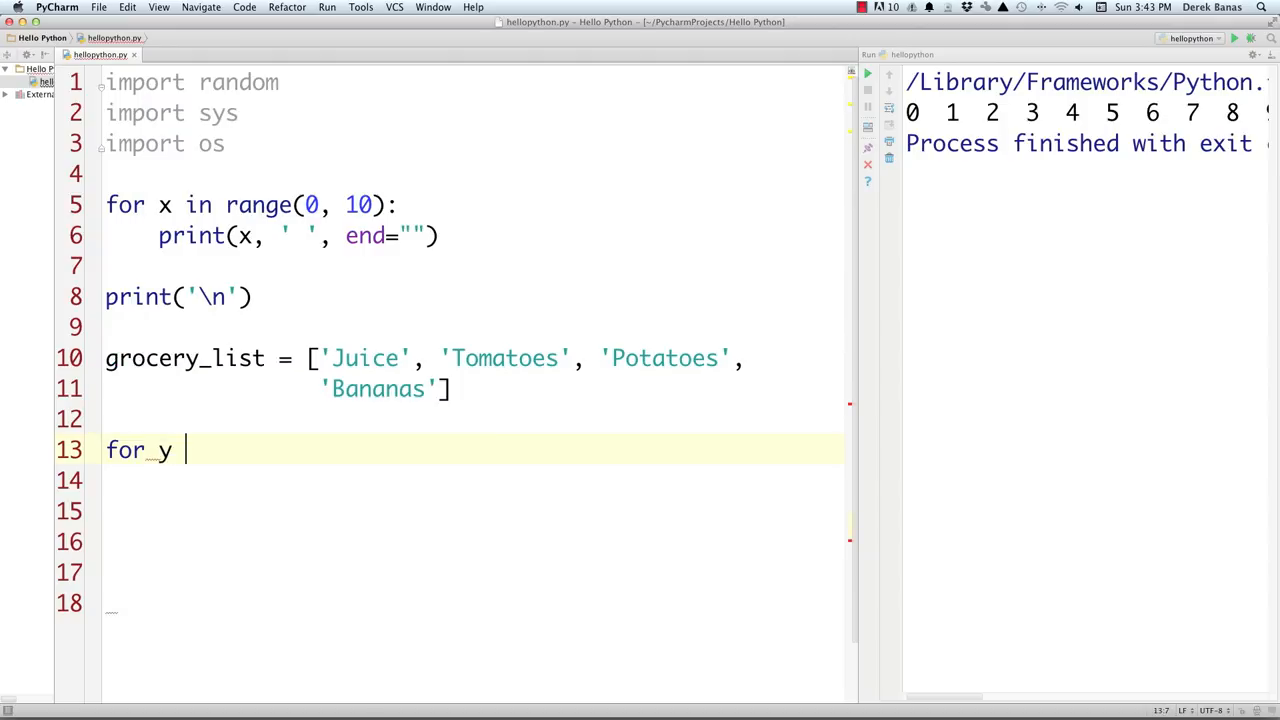 PyCharm File Edit View Navigate Code Refactor Run Tools VCS Window Help 10 Sun 3:43 PM Derek Banas
hellopython.py – Hello Python – [~/PycharmProjects/Hello Python]
Hello Python hellopython.py hellopython
hellopython.py Run hellopython
Hello P
hell
Extern
1 import random
2 import sys
3 import os
4
5 for x in range(0, 10):
6 print(x, ' ', end="")
7
8 print('\n')
9
10 grocery_list = ['Juice', 'Tomatoes', 'Potatoes',
11 'Bananas']
12
13 for y
14
15
16
17
18
/Library/Frameworks/Python.
0 1 2 3 4 5 6 7 8
Process finished with exit
13:7 LF UTF-8